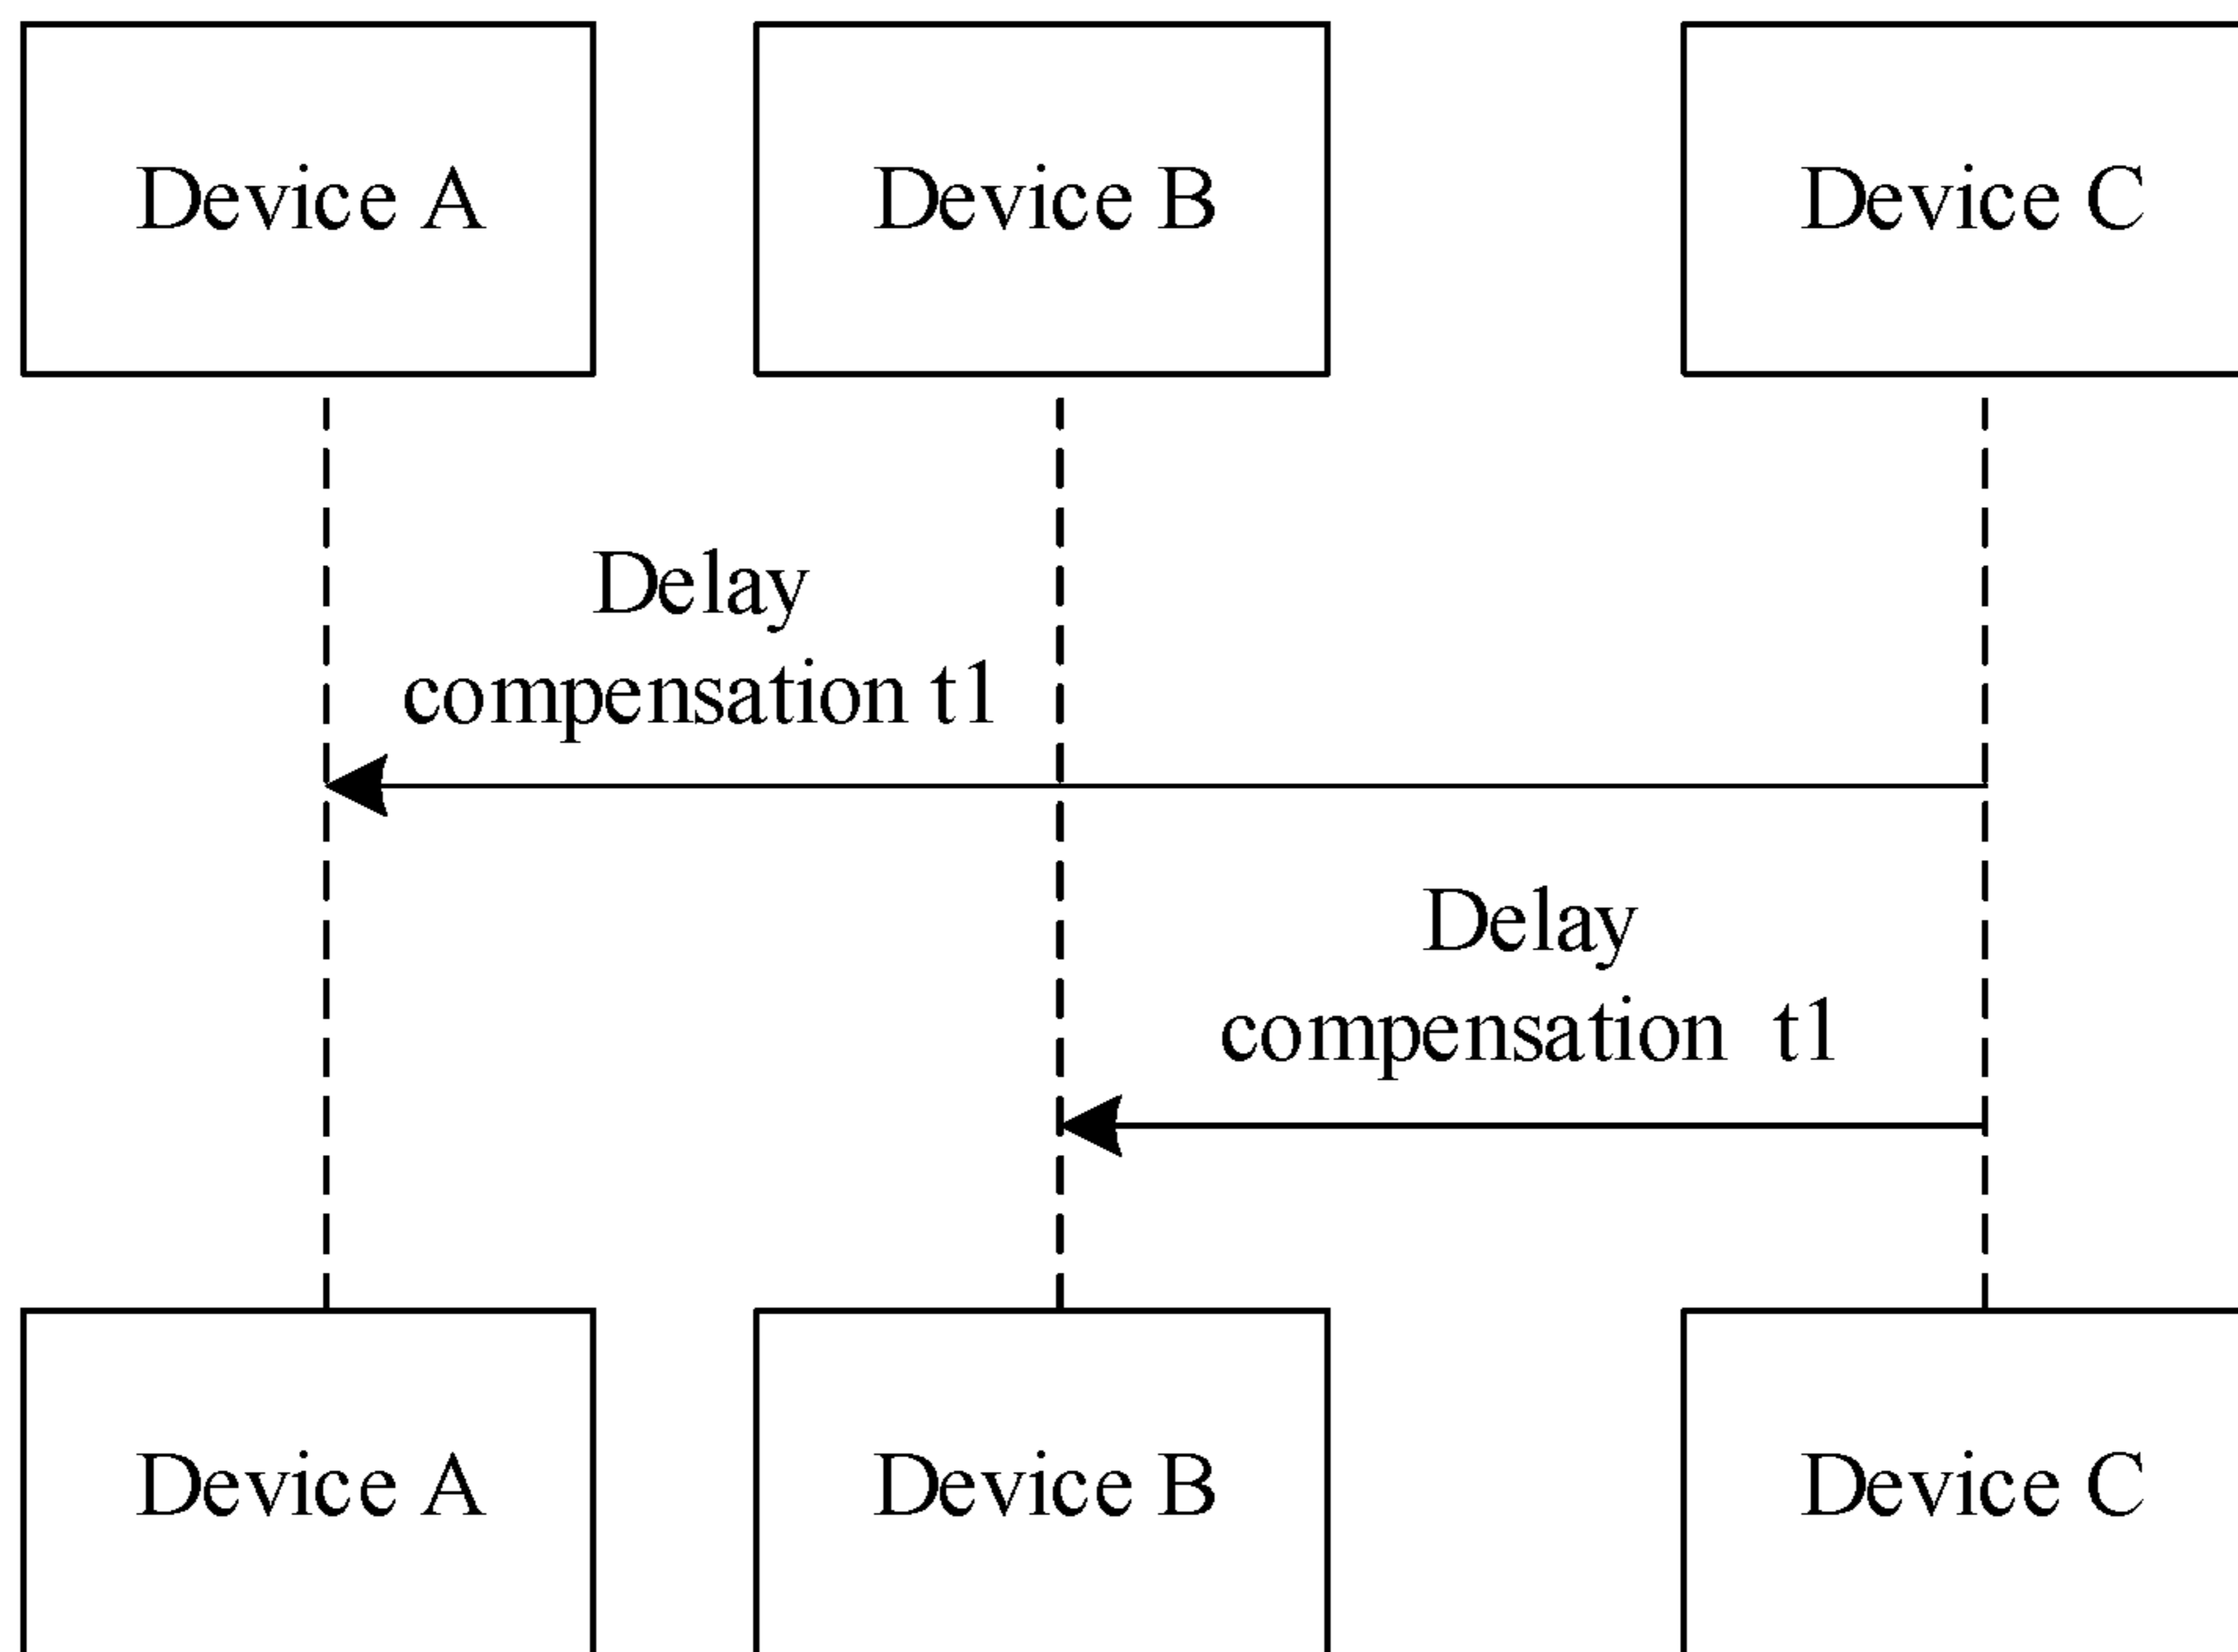 Device A
Device B
Device C
Delay
compensation t1
Delay
compensation  t1
Device A
Device B
Device C